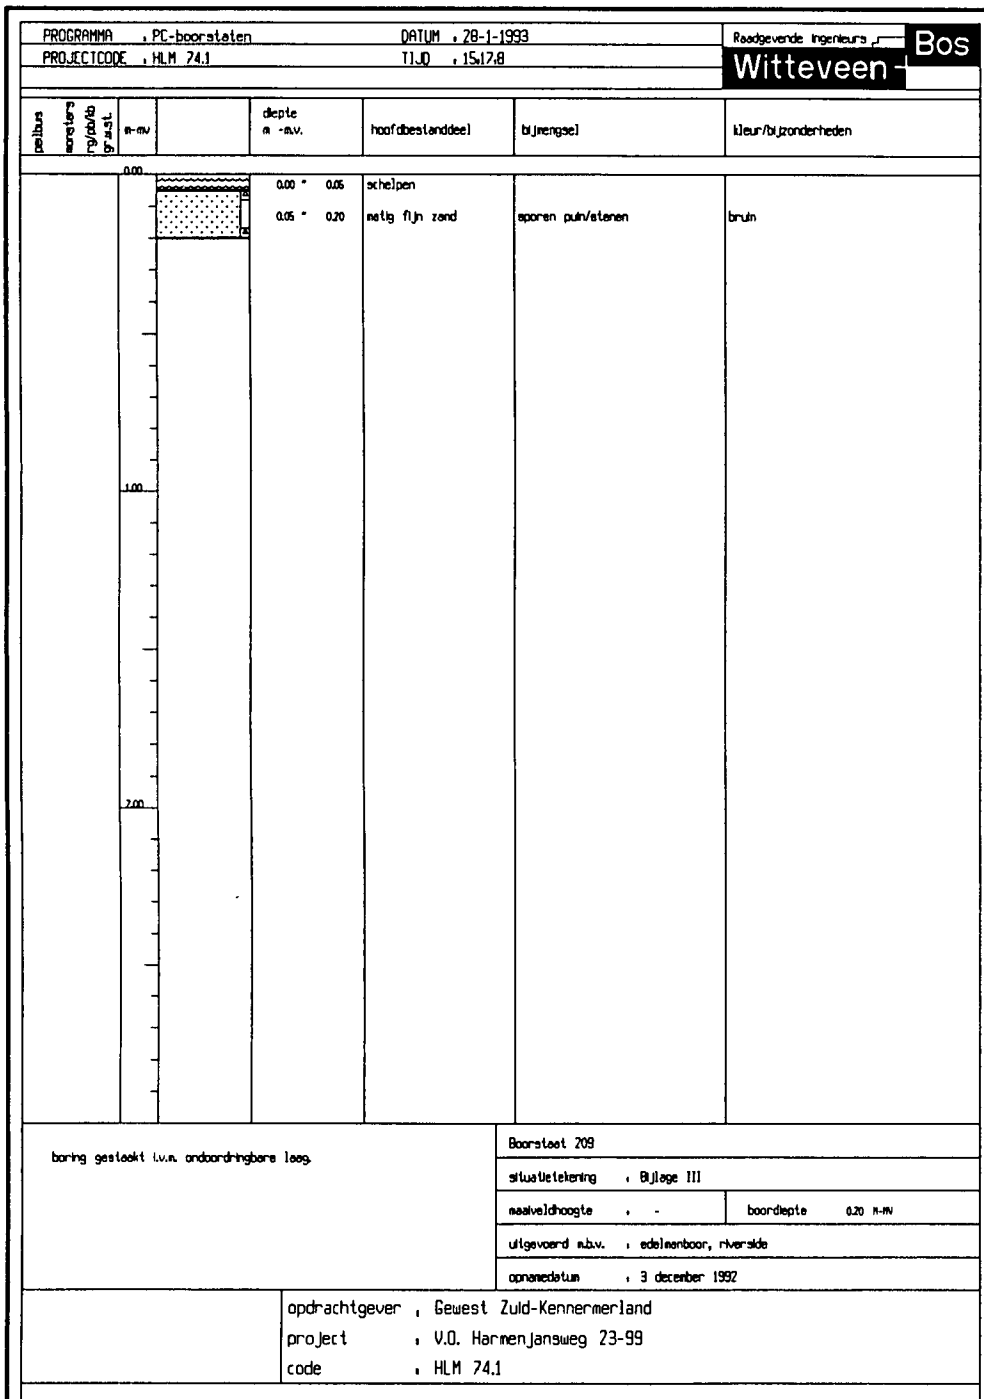 PROGRAMMA : PC-boorstaten DATUM : 28-1-1993
PROJECTCODE : HLM 74.1 TIJD : 15:17:8
Raadgevende Ingenieurs
Witteveen + Bos
peilbuis
monsters
rg/pb/kb
gr.w.st.
m-mv
diepte
m -m.v.
hoofdbestanddeel
bijmengsel
kleur/bijzonderheden
0.00
0.00 - 0.05 schelpen
0.05 - 0.20 matig fijn zand sporen puin/stenen bruin
1.00
2.00
boring gestaakt i.v.m. ondoordringbare laag.
Boorstaat 209
situatietekening : Bijlage III
maaiveldhoogte : - boordiepte 0.20 M-MV
uitgevoerd m.b.v. : edelmanboor, riverside
opnamedatum : 3 december 1992
opdrachtgever : Gewest Zuid-Kennermerland
project : V.O. Harmenjansweg 23-99
code : HLM 74.1